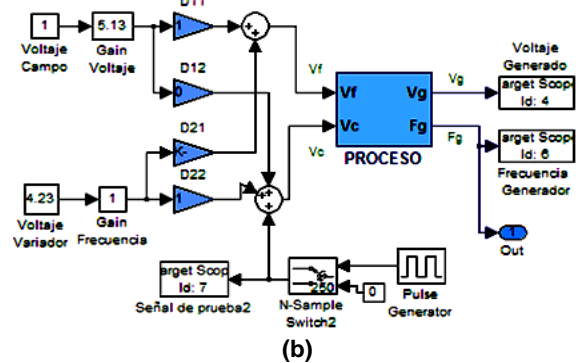 D11
1
5.13
1
Voltaje
Campo
Gain
Voltaje
D12
0
D21
<-
D22
4.23
1
1
Voltaje
Variador
Gain
Frecuencia
Vf
Vc
Vf
Vc
Vg
Fg
PROCESO
Vg
Fg
Voltaje
Generado
arget Scop
Id: 4
arget Scop
Id: 6
Frecuencia
Generador
1
Out
arget Scop
Id: 7
Señal de prueba2
250
N-Sample
Switch2
0
Pulse
Generator
(b)